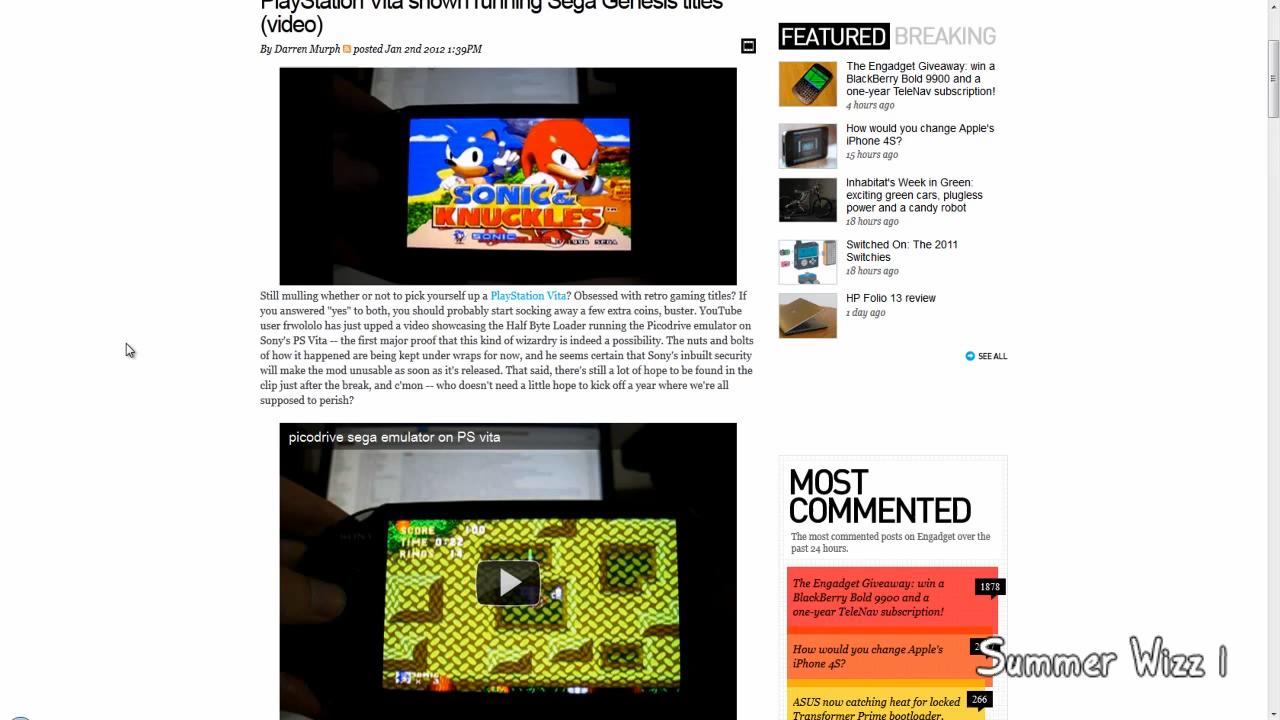 PlayStation Vita shown running Sega Genesis titles
(video)
By Darren Murph posted Jan 2nd 2012 1:39PM
SONIC &
KNUCKLES
SONIC
SEGA
Still mulling whether or not to pick yourself up a PlayStation Vita? Obsessed with retro gaming titles? If
you answered "yes" to both, you should probably start socking away a few extra coins, buster. YouTube
user frwololo has just upped a video showcasing the Half Byte Loader running the Picodrive emulator on
Sony's PS Vita -- the first major proof that this kind of wizardry is indeed a possibility. The nuts and bolts
of how it happened are being kept under wraps for now, and he seems certain that Sony's inbuilt security
will make the mod unusable as soon as it's released. That said, there's still a lot of hope to be found in the
clip just after the break, and c'mon -- who doesn't need a little hope to kick off a year where we're all
supposed to perish?
picodrive sega emulator on PS vita
SONY
SCORE 100
TIME 0:22
RINGS 14
FEATURED BREAKING
The Engadget Giveaway: win a
BlackBerry Bold 9900 and a
one-year TeleNav subscription!
4 hours ago
How would you change Apple's
iPhone 4S?
15 hours ago
Inhabitat's Week in Green:
exciting green cars, plugless
power and a candy robot
18 hours ago
Switched On: The 2011
Switchies
18 hours ago
HP Folio 13 review
1 day ago
SEE ALL
MOST
COMMENTED
The most commented posts on Engadget over the
past 24 hours.
The Engadget Giveaway: win a
BlackBerry Bold 9900 and a
one-year TeleNav subscription!
1878
How would you change Apple's
iPhone 4S?
ASUS now catching heat for locked
Transformer Prime bootloader,
266
Summer Wizz 1